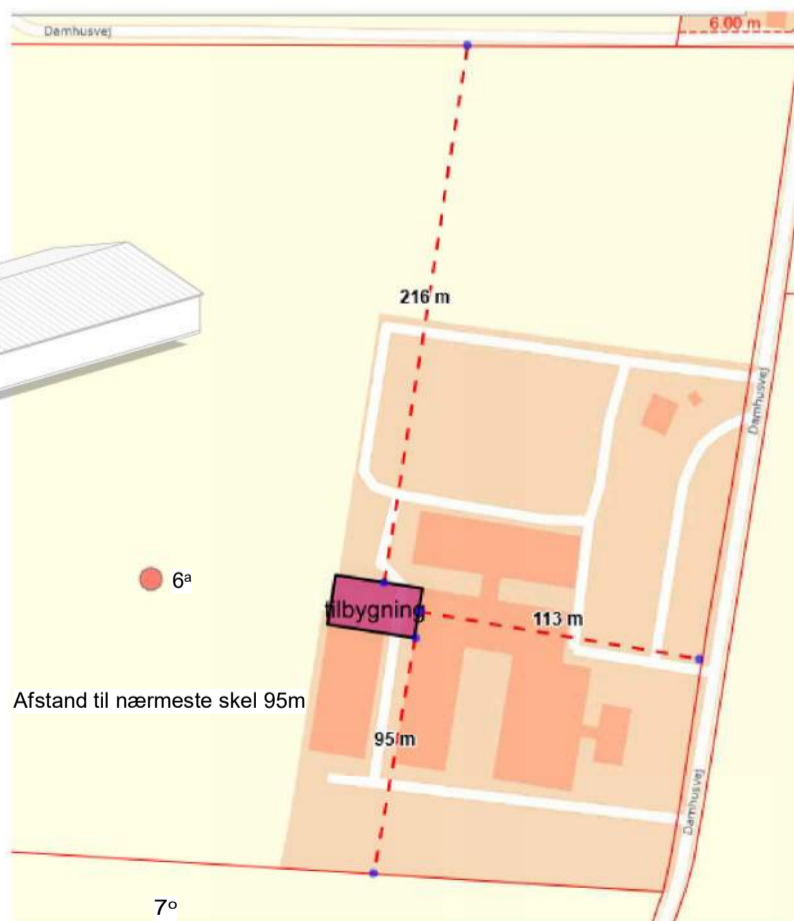 Damhusvej
6.00 m
216 m
Damhusvej
6ᵃ
tilbygning
113 m
Afstand til nærmeste skel 95m
95 m
Damhusvej
7º